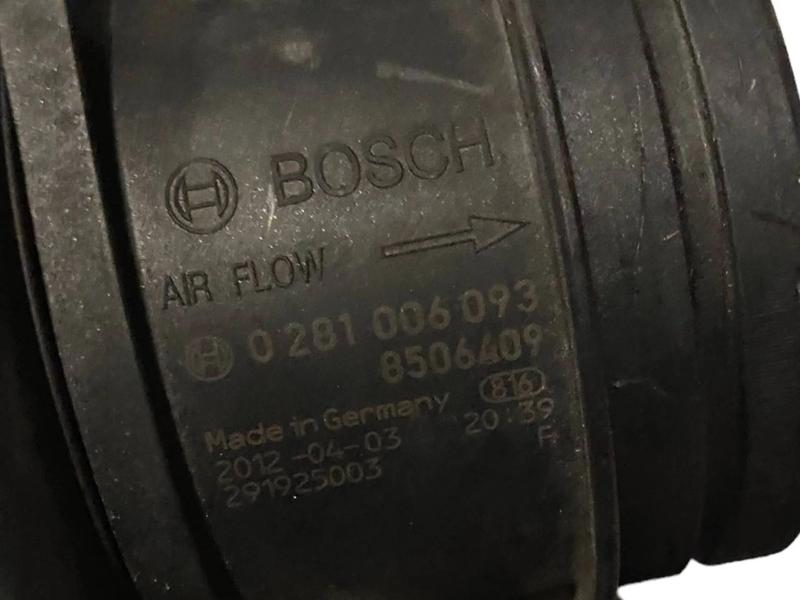 BOSCH
AIR FLOW
0 281 006 093
8506409
Made in Germany 816
2012-04-03 20:39
291925003 F